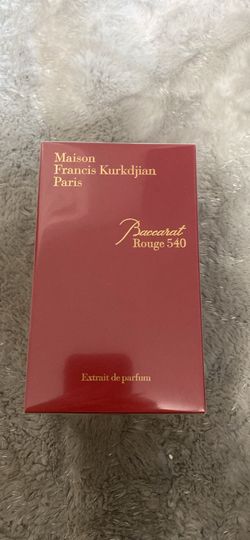 Maison
Francis Kurkdjian
Paris
Baccarat
Rouge 540
Extrait de parfum